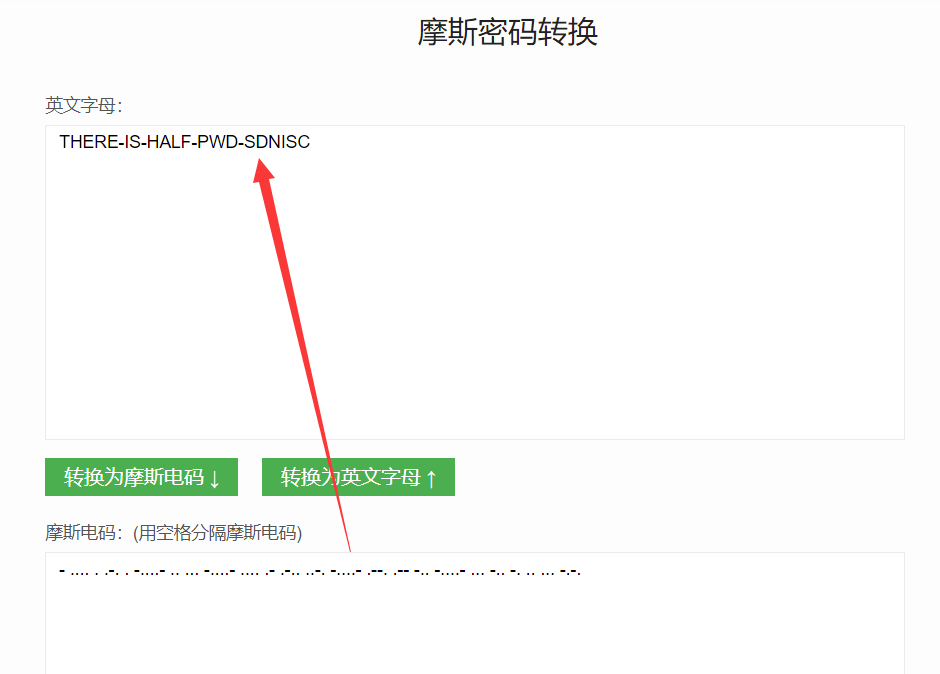 摩斯密码转换
英文字母：
THERE-IS-HALF-PWD-SDNISC
转换为摩斯电码↓ 转换为英文字母↑
摩斯电码：(用空格分隔摩斯电码)
- .... . .-. . -....- .. ... -....- .... .- .-.. ..-. -....- .--. .-- -.. -....- ... -.. -. .. ... -.-.